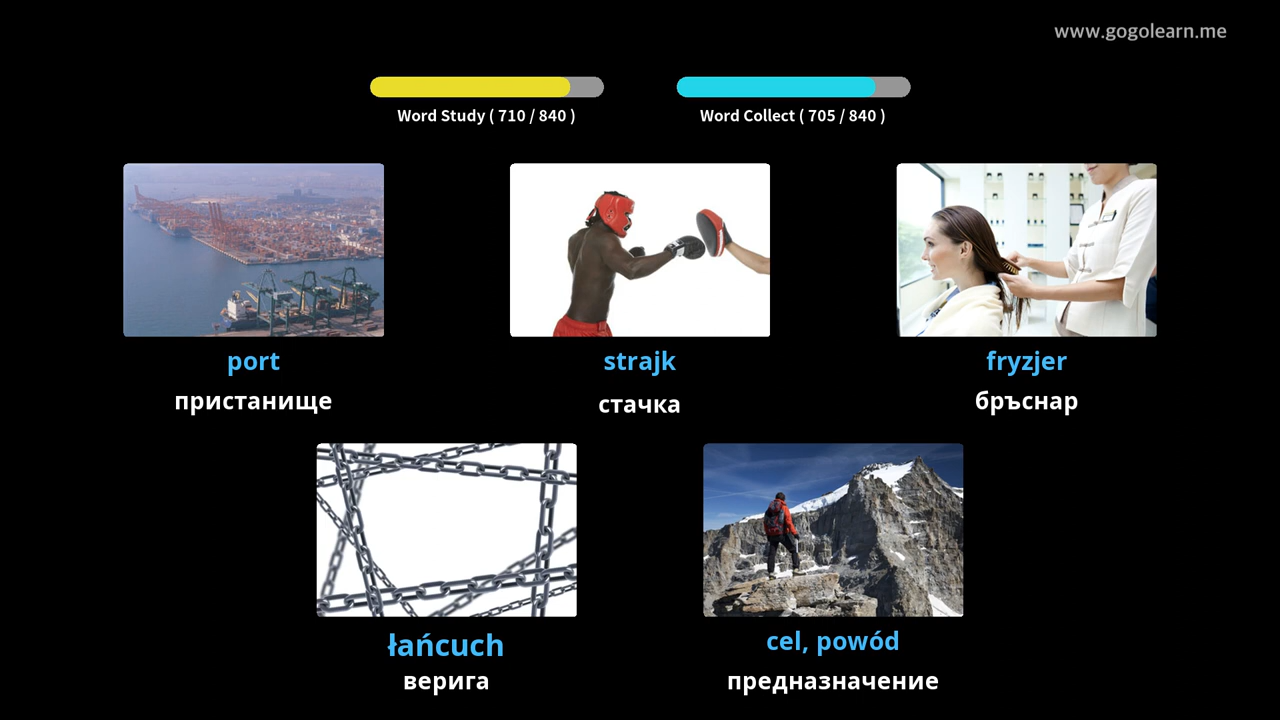 www.gogolearn.me
Word Study ( 710 / 840 )
Word Collect ( 705 / 840 )
port
пристанище
strajk
стачка
fryzjer
бръснар
łańcuch
верига
cel, powód
предназначение